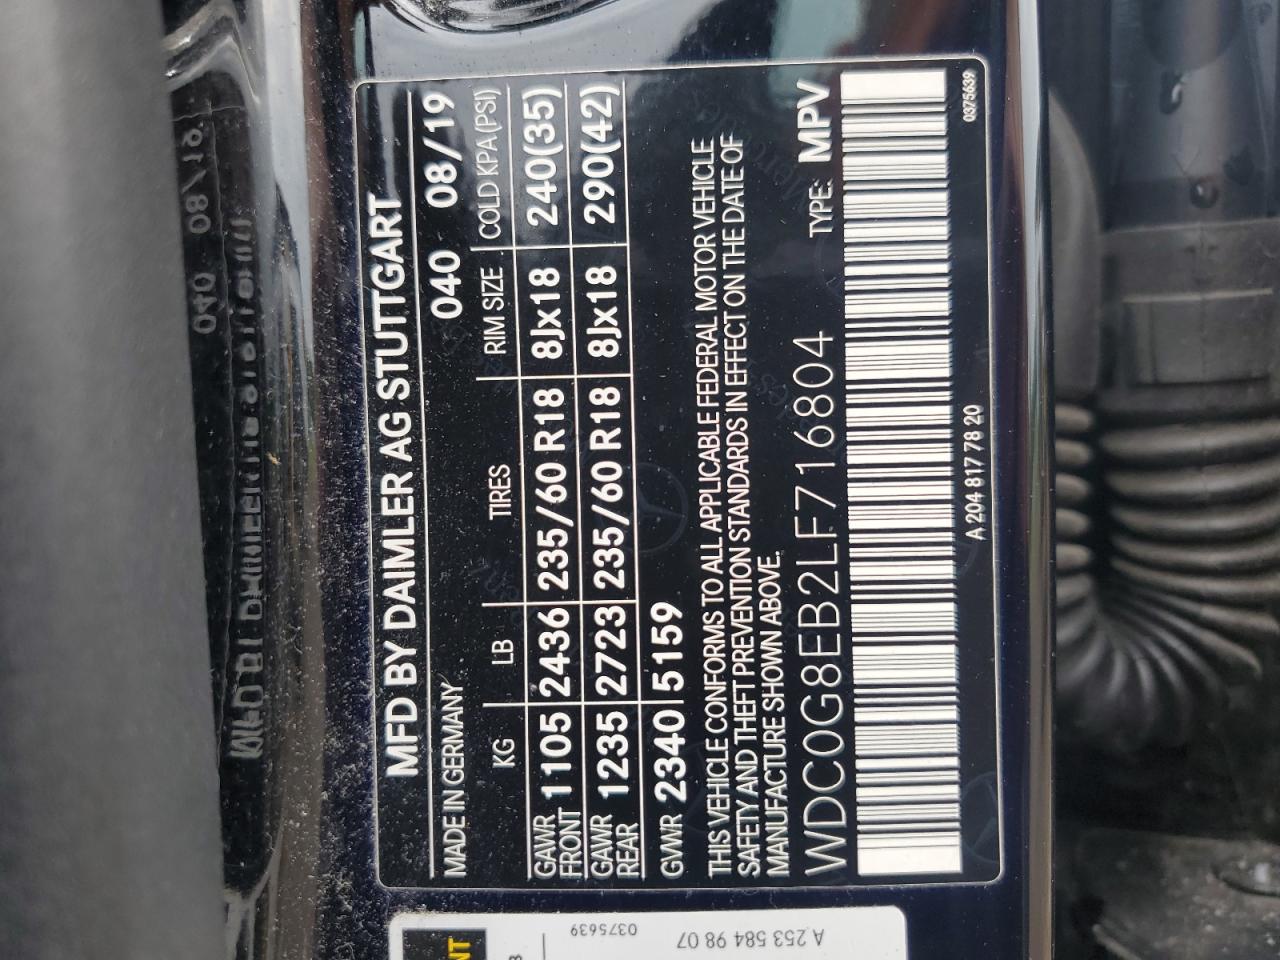 MFD BY DAIMLER AG STUTTGART
MADE IN GERMANY 040 08/19
KG LB TIRES RIM SIZE COLD KPA(PSI)
GAWR FRONT 1105 2436 235/60 R18 8Jx18 240(35)
GAWR REAR 1235 2723 235/60 R18 8Jx18 290(42)
GVWR 2340 5159
THIS VEHICLE CONFORMS TO ALL APPLICABLE FEDERAL MOTOR VEHICLE
SAFETY AND THEFT PREVENTION STANDARDS IN EFFECT ON THE DATE OF
MANUFACTURE SHOWN ABOVE.
WDC0G8EB2LF716804 TYPE: MPV
A 204 817 78 20 0375639
A 253 584 98 07
0375639